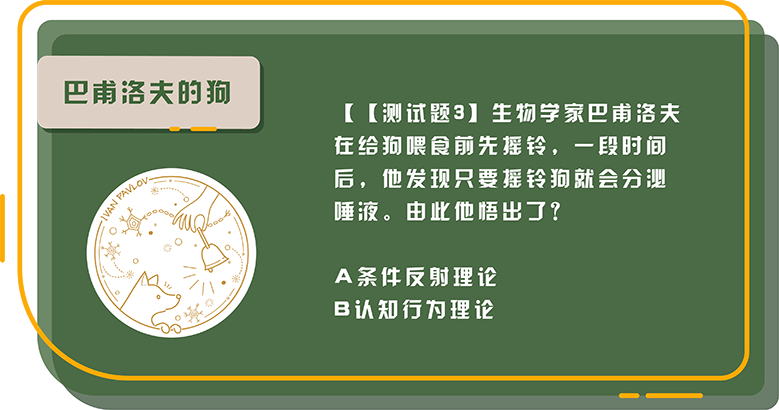 巴甫洛夫的狗
IVAN PAVLOV
【【测试题3】生物学家巴甫洛夫
在给狗喂食前先摇铃，一段时间
后，他发现只要摇铃狗就会分泌
唾液。由此他悟出了？
A条件反射理论
B认知行为理论